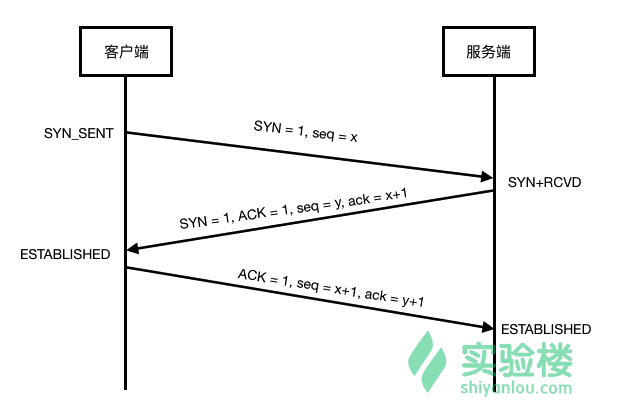 客户端
服务端
SYN = 1, seq = x
SYN_SENT
SYN+RCVD
SYN = 1, ACK = 1, seq = y, ack = x+1
ESTABLISHED
ACK = 1, seq = x+1, ack = y+1
ESTABLISHED
实验楼
shiyanlou.com